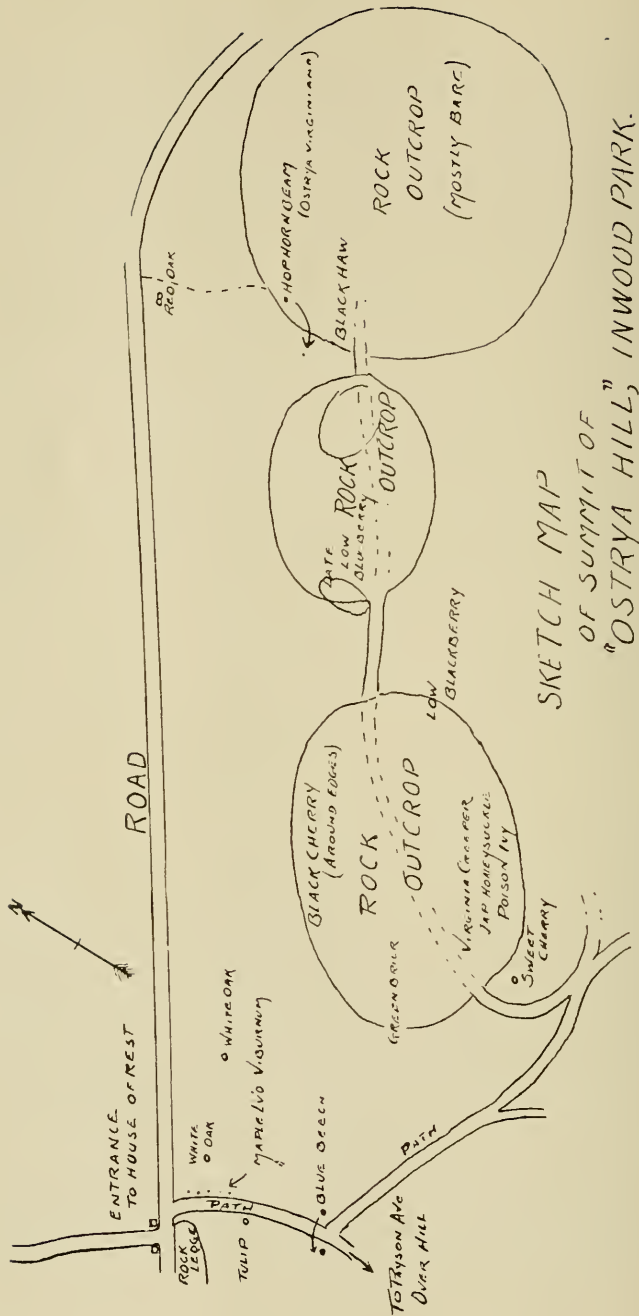 ENTRANCE
TO HOUSE OF REST
N
ROAD
RED OAK
ROCK
LEDGE
PATH
TULIP
WHITE
OAK
WHITE OAK
MAPLE LV'D VIBURNUM
BLUE BEECH
TO PAYSON AVE
OVER HILL
PATH
BLACK CHERRY
(AROUND EDGES)
ROCK
OUTCROP
GREENBRIER
VIRGINIA CREEPER
JAP HONEYSUCKLE
POISON IVY
SWEET
CHERRY
LOW
BLACKBERRY
LATE
LOW
BLUEBERRY
ROCK
OUTCROP
BLACK HAW
HOPHORNBEAM
(OSTRYA VIRGINIANA)
ROCK
OUTCROP
(MOSTLY BARE)
SKETCH MAP
OF SUMMIT OF
"OSTRYA HILL," INWOOD PARK.